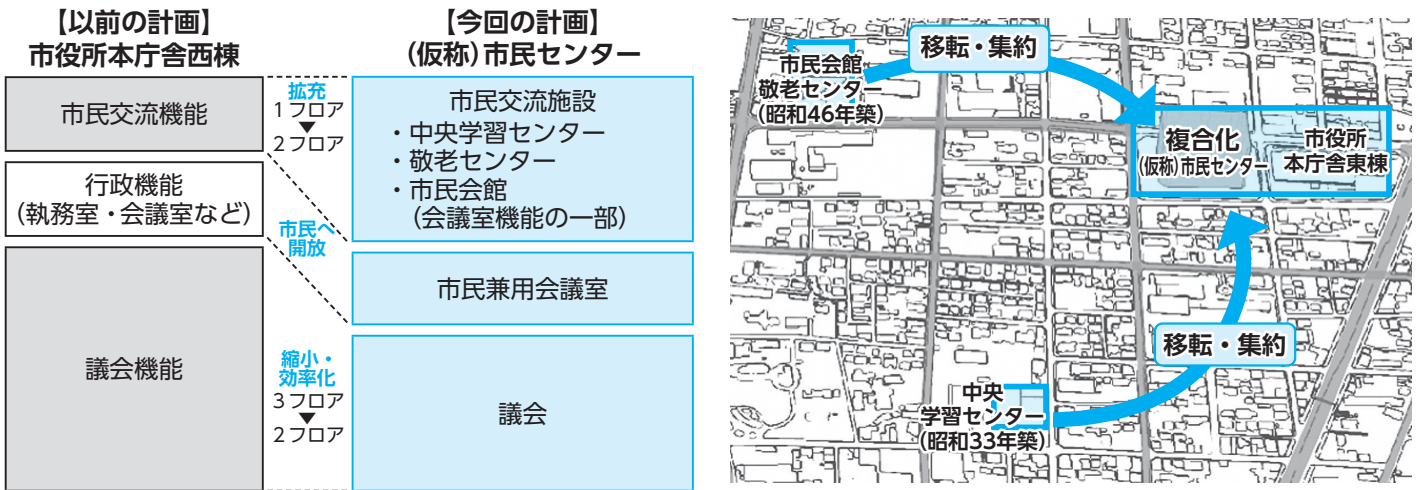 【以前の計画】
市役所本庁舎西棟
市民交流機能
行政機能
(執務室・会議室など)
議会機能
拡充
1フロア
▼
2フロア
市民へ
開放
縮小・
効率化
3フロア
▼
2フロア
【今回の計画】
(仮称)市民センター
市民交流施設
・中央学習センター
・敬老センター
・市民会館
(会議室機能の一部)
市民兼用会議室
議会
市民会館
敬老センター
(昭和46年築)
移転・集約
複合化
(仮称)市民センター
市役所
本庁舎東棟
移転・集約
中央
学習センター
(昭和33年築)